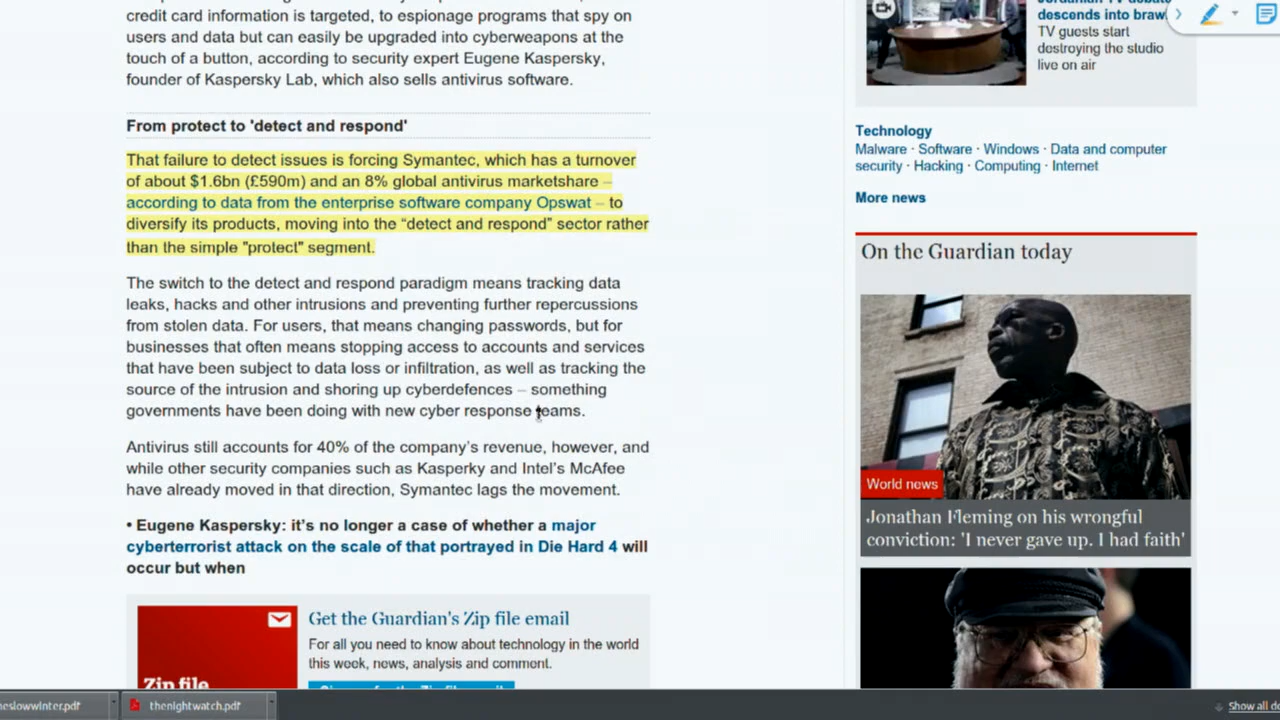 credit card information is targeted, to espionage programs that spy on
users and data but can easily be upgraded into cyberweapons at the
touch of a button, according to security expert Eugene Kaspersky,
founder of Kaspersky Lab, which also sells antivirus software.
From protect to 'detect and respond'
That failure to detect issues is forcing Symantec, which has a turnover
of about $1.6bn (£590m) and an 8% global antivirus marketshare –
according to data from the enterprise software company Opswat – to
diversify its products, moving into the “detect and respond” sector rather
than the simple "protect" segment.
The switch to the detect and respond paradigm means tracking data
leaks, hacks and other intrusions and preventing further repercussions
from stolen data. For users, that means changing passwords, but for
businesses that often means stopping access to accounts and services
that have been subject to data loss or infiltration, as well as tracking the
source of the intrusion and shoring up cyberdefences – something
governments have been doing with new cyber response teams.
Antivirus still accounts for 40% of the company’s revenue, however, and
while other security companies such as Kasperky and Intel’s McAfee
have already moved in that direction, Symantec lags the movement.
• Eugene Kaspersky: it’s no longer a case of whether a major
cyberterrorist attack on the scale of that portrayed in Die Hard 4 will
occur but when
Zip file
Get the Guardian's Zip file email
For all you need to know about technology in the world
this week, news, analysis and comment.
descends into brawl
TV guests start
destroying the studio
live on air
Technology
Malware · Software · Windows · Data and computer
security · Hacking · Computing · Internet
More news
On the Guardian today
World news
Jonathan Fleming on his wrongful
conviction: 'I never gave up. I had faith'
heslowwinter.pdf
thenightwatch.pdf
Show all